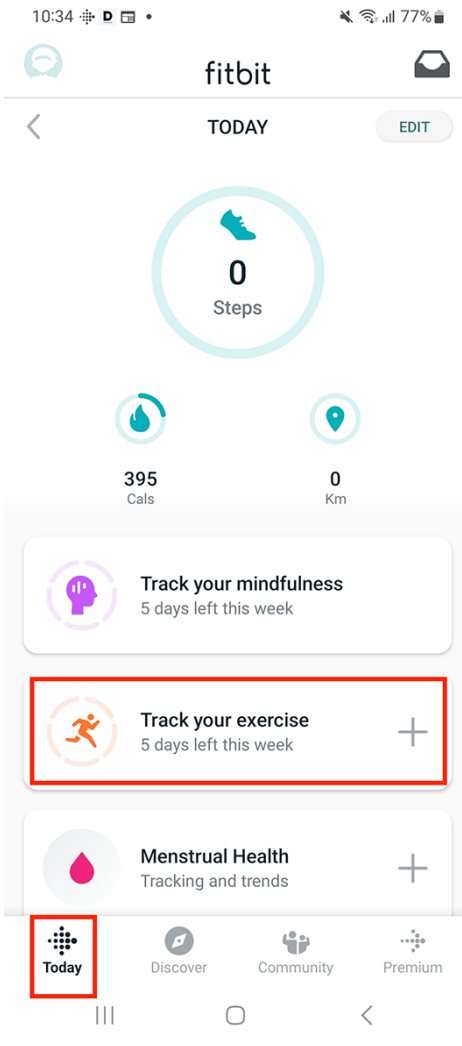 10:34 D 77%
fitbit
TODAY EDIT
0
Steps
395 0
Cals Km
Track your mindfulness
5 days left this week
Track your exercise
5 days left this week
Menstrual Health
Tracking and trends
Today Discover Community Premium